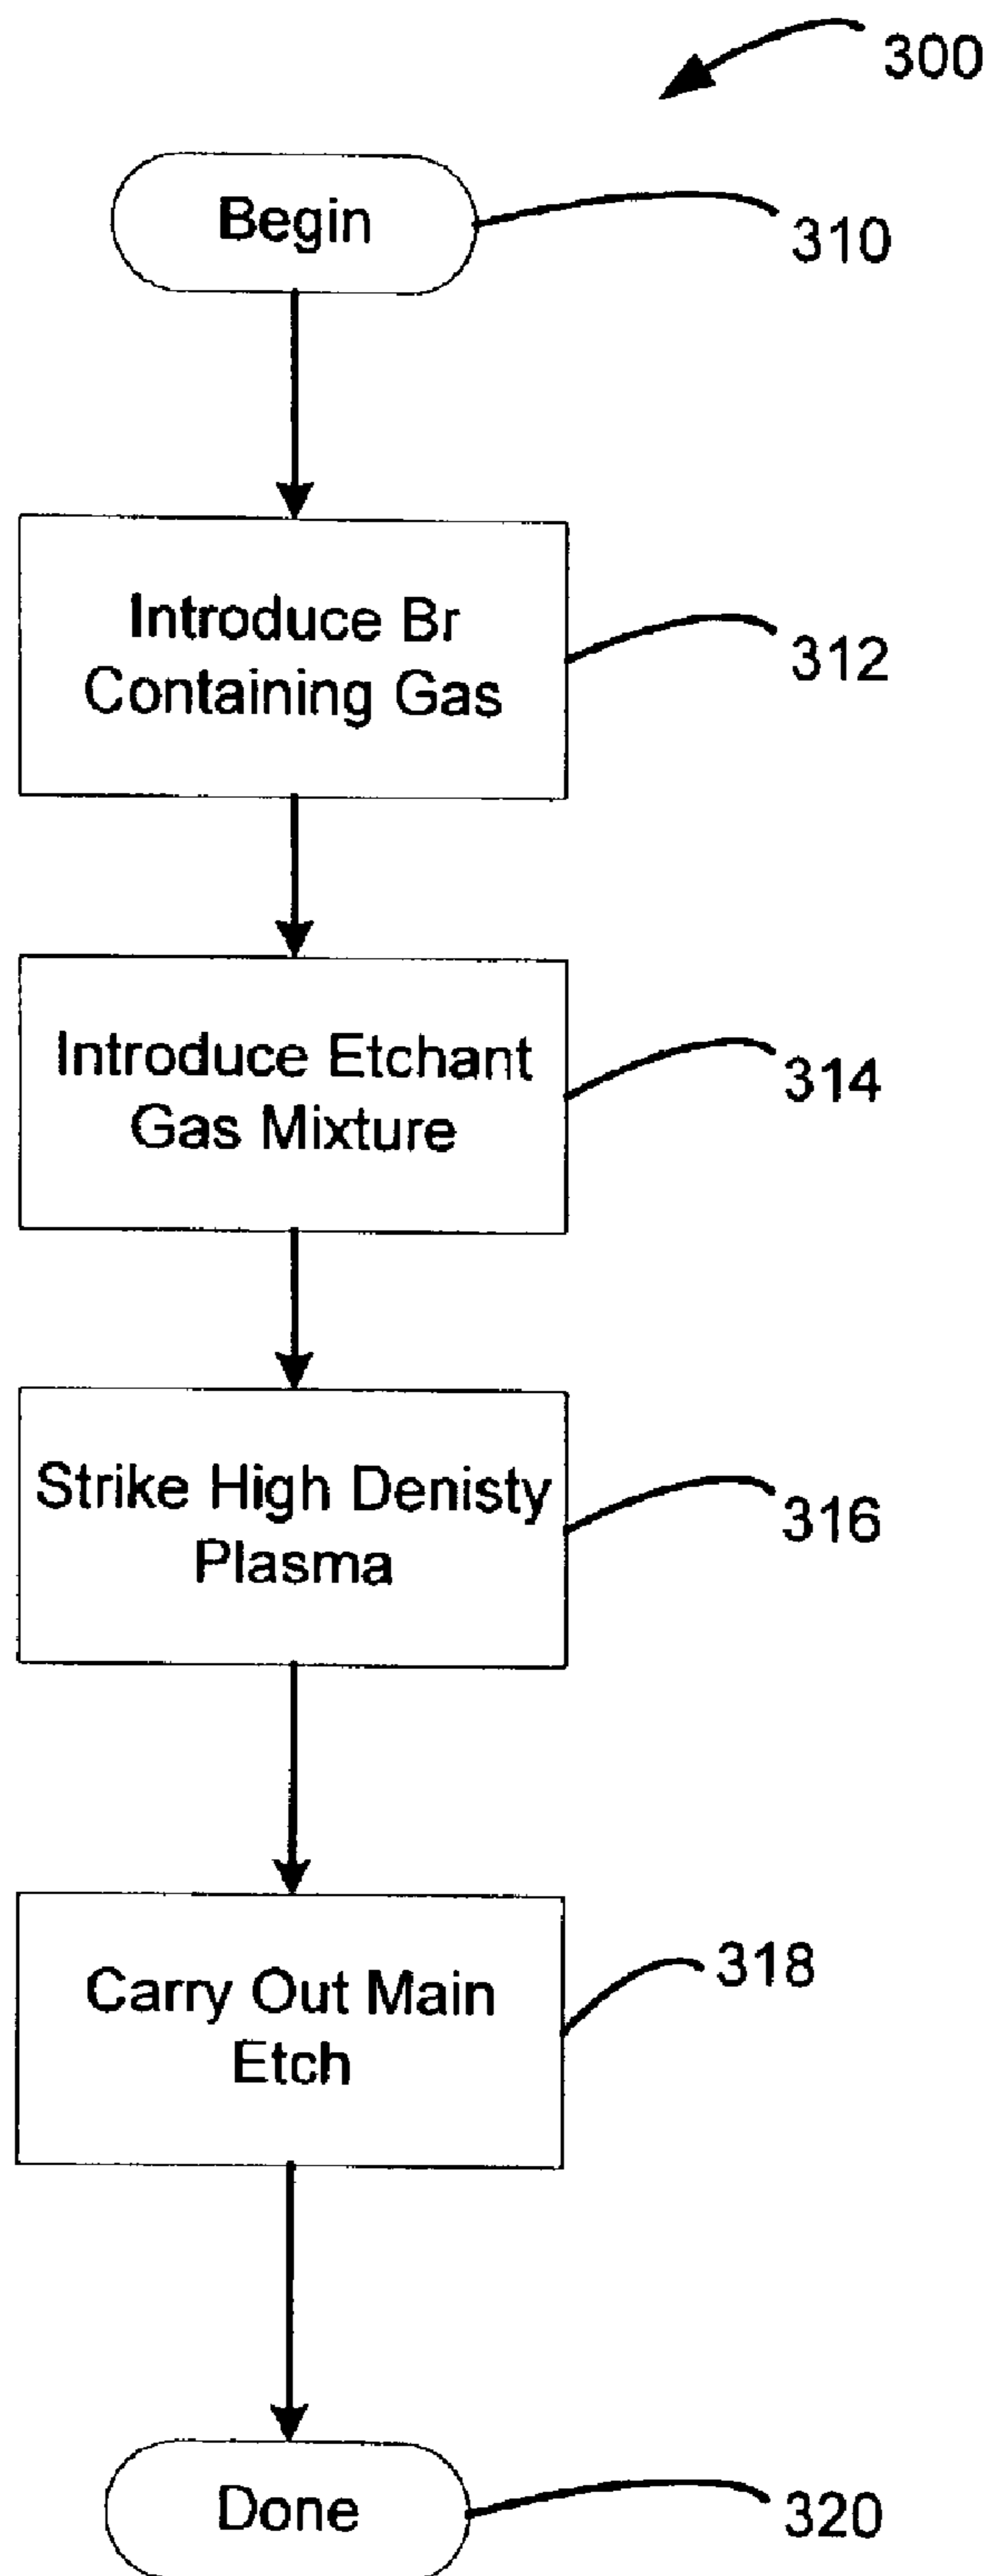 300
Begin
310
Introduce Br
Containing Gas
312
Introduce Etchant
Gas Mixture
314
Strike High Denisty
Plasma
316
Carry Out Main
Etch
318
Done
320